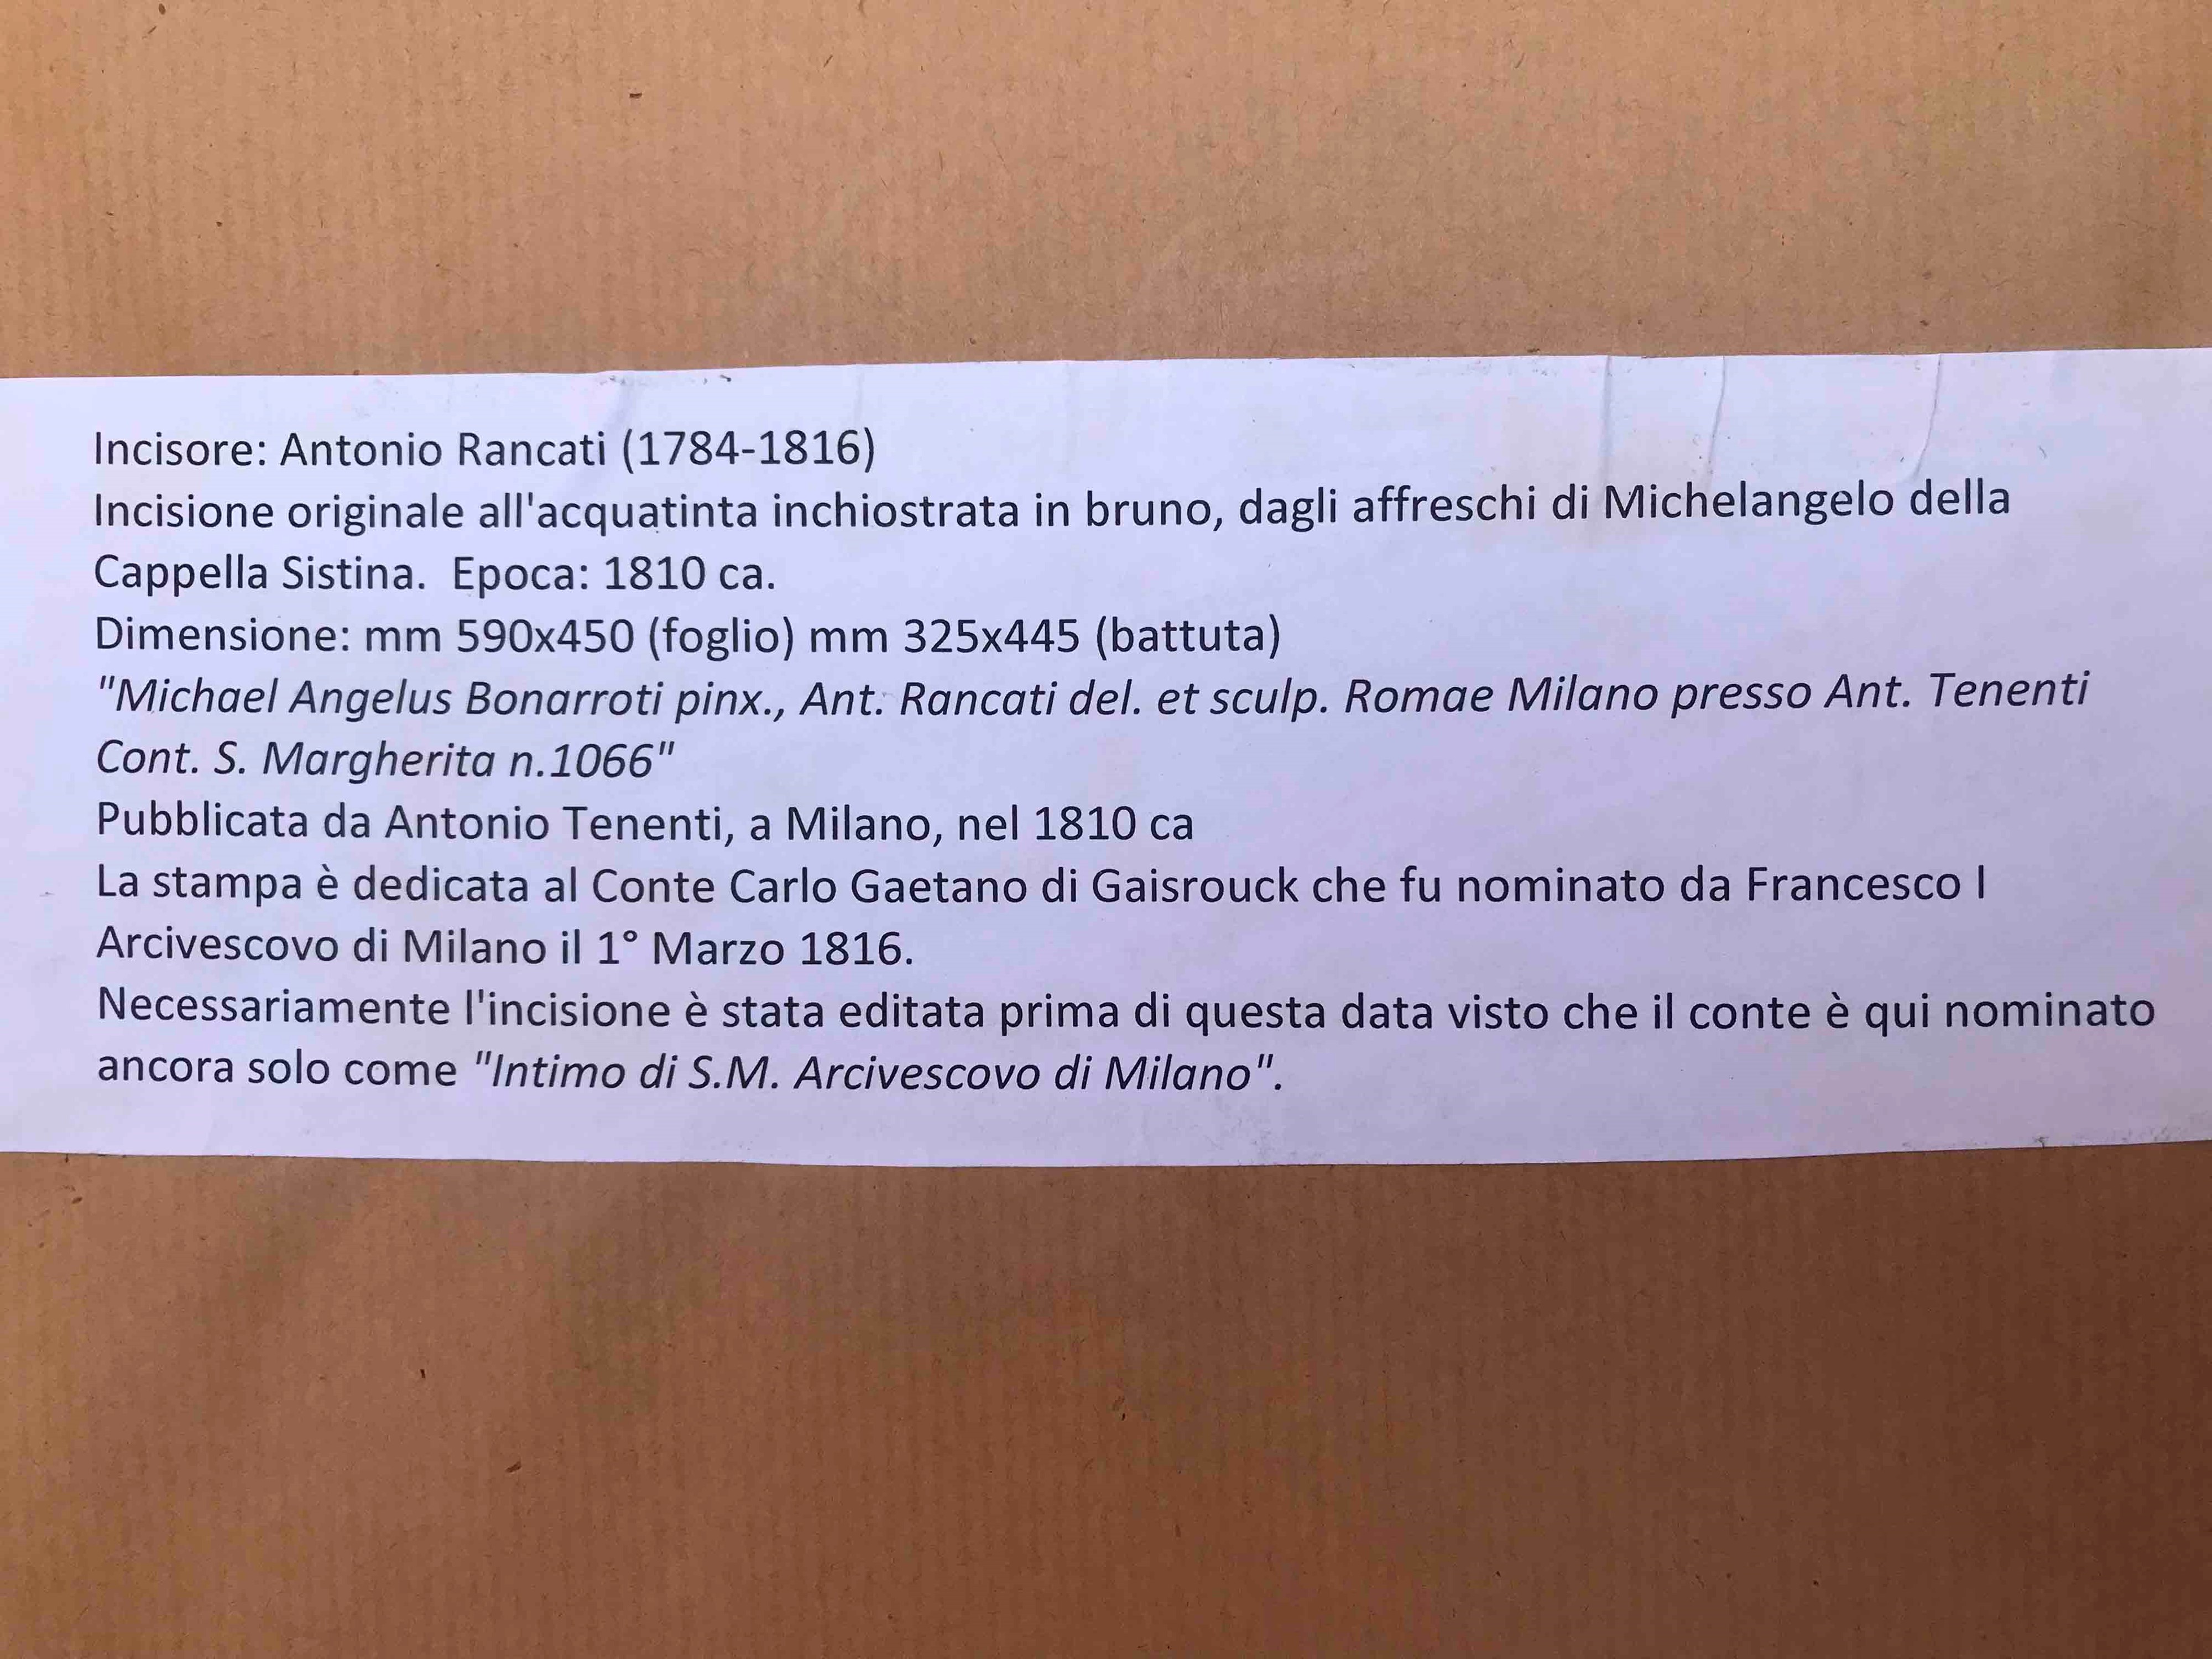 Incisore: Antonio Rancati (1784-1816)
Incisione originale all'acquatinta inchiostrata in bruno, dagli affreschi di Michelangelo della
Cappella Sistina.  Epoca: 1810 ca.
Dimensione: mm 590x450 (foglio) mm 325x445 (battuta)
"Michael Angelus Bonarroti pinx., Ant. Rancati del. et sculp. Romae Milano presso Ant. Tenenti
Cont. S. Margherita n.1066"
Pubblicata da Antonio Tenenti, a Milano, nel 1810 ca
La stampa è dedicata al Conte Carlo Gaetano di Gaisrouck che fu nominato da Francesco I
Arcivescovo di Milano il 1° Marzo 1816.
Necessariamente l'incisione è stata editata prima di questa data visto che il conte è qui nominato
ancora solo come "Intimo di S.M. Arcivescovo di Milano".